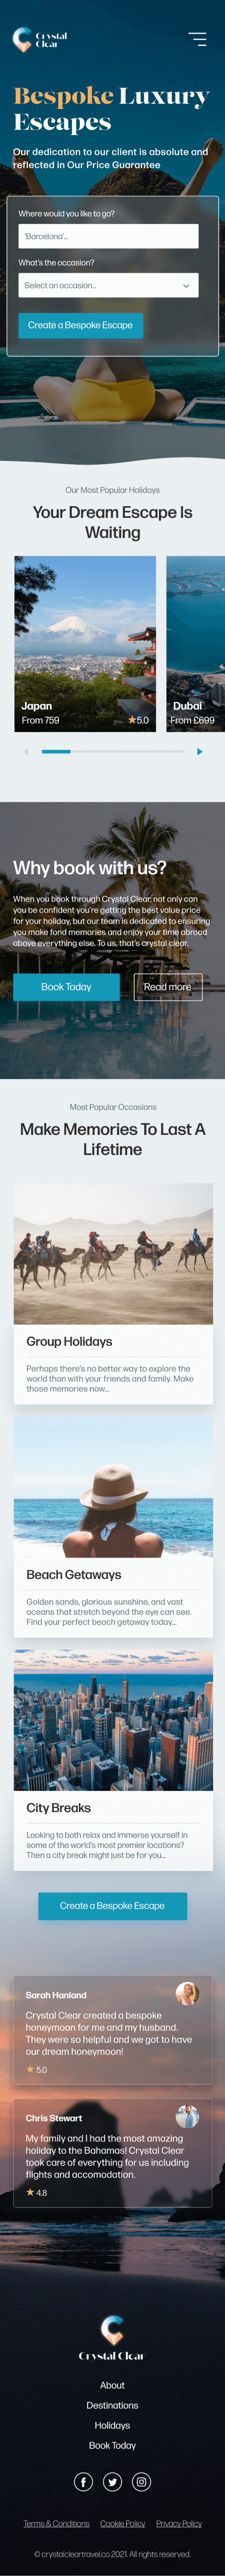 Crystal
Clear
Bespoke Luxury
Escapes
Our dedication to our client is absolute and
reflected in Our Price Guarantee
Where would you like to go?
'Barcelona'...
What's the occasion?
Select an occasion...
Create a Bespoke Escape
Our Most Popular Holidays
Your Dream Escape Is
Waiting
Japan
From 759
5.0
Dubai
From £699
Why book with us?
When you book through Crystal Clear, not only can
you be confident you're getting the best value price
for your holiday, but our team is dedicated to ensuring
you make fond memories and enjoy your time abroad
above everything else. To us, that's crystal clear.
Book Today
Read more
Most Popular Occasions
Make Memories To Last A
Lifetime
Group Holidays
Perhaps there's no better way to explore the
world than with your friends and family. Make
those memories now...
Beach Getaways
Golden sands, glorious sunshine, and vast
oceans that stretch beyond the eye can see.
Find your perfect beach getaway today...
City Breaks
Looking to both relax and immerse yourself in
some of the world's most premier locations?
Then a city break might just be for you...
Create a Bespoke Escape
Sarah Hanland
Crystal Clear created a bespoke
honeymoon for me and my husband.
They were so helpful and we got to have
our dream honeymoon!
5.0
Chris Stewart
My family and I had the most amazing
holiday to the Bahamas! Crystal Clear
took care of everything for us including
flights and accomodation.
4.8
Crystal Clear
About
Destinations
Holidays
Book Today
Terms & Conditions Cookie Policy Privacy Policy
© crystalcleartravel.co 2021. All rights reserved.